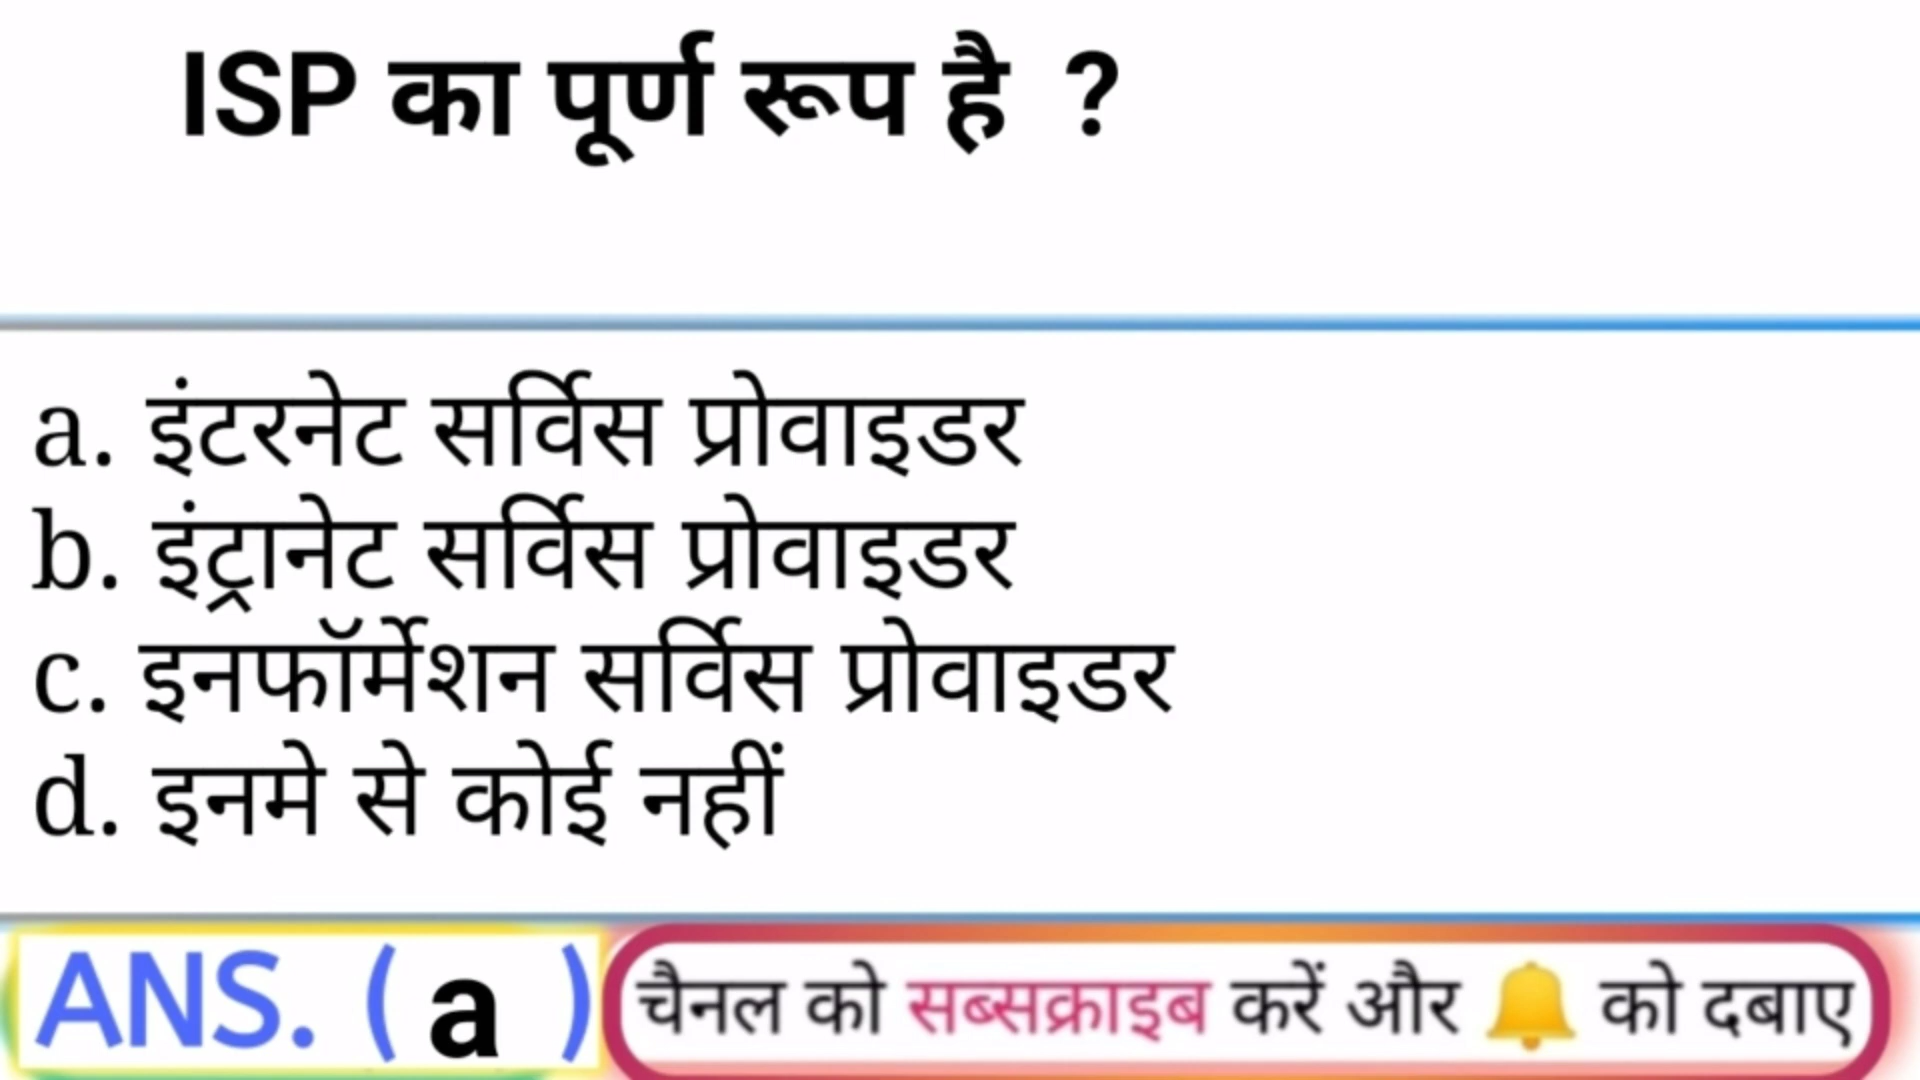 ISP का पूर्ण रूप है ?
a. इंटरनेट सर्विस प्रोवाइडर
b. इंट्रानेट सर्विस प्रोवाइडर
c. इनफॉर्मेशन सर्विस प्रोवाइडर
d. इनमे से कोई नहीं
ANS. ( a ) चैनल को सब्सक्राइब करें और 🔔 को दबाए